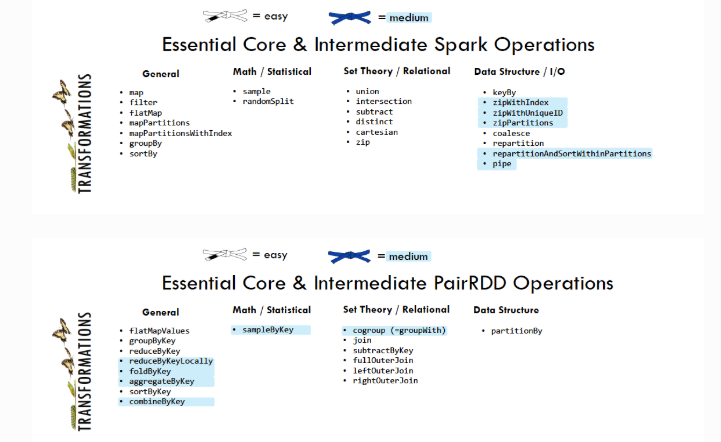 = easy
= medium
Essential Core & Intermediate Spark Operations
TRANSFORMATIONS
General
• map
• filter
• flatMap
• mapPartitions
• mapPartitionsWithIndex
• groupBy
• sortBy
Math / Statistical
• sample
• randomSplit
Set Theory / Relational
• union
• intersection
• subtract
• distinct
• cartesian
• zip
Data Structure / I/O
• keyBy
• zipWithIndex
• zipWithUniqueID
• zipPartitions
• coalesce
• repartition
• repartitionAndSortWithinPartitions
• pipe
= easy
= medium
Essential Core & Intermediate PairRDD Operations
TRANSFORMATIONS
General
• flatMapValues
• groupByKey
• reduceByKey
• reduceByKeyLocally
• foldByKey
• aggregateByKey
• sortByKey
• combineByKey
Math / Statistical
• sampleByKey
Set Theory / Relational
• cogroup (=groupWith)
• join
• subtractByKey
• fullOuterJoin
• leftOuterJoin
• rightOuterJoin
Data Structure
• partitionBy